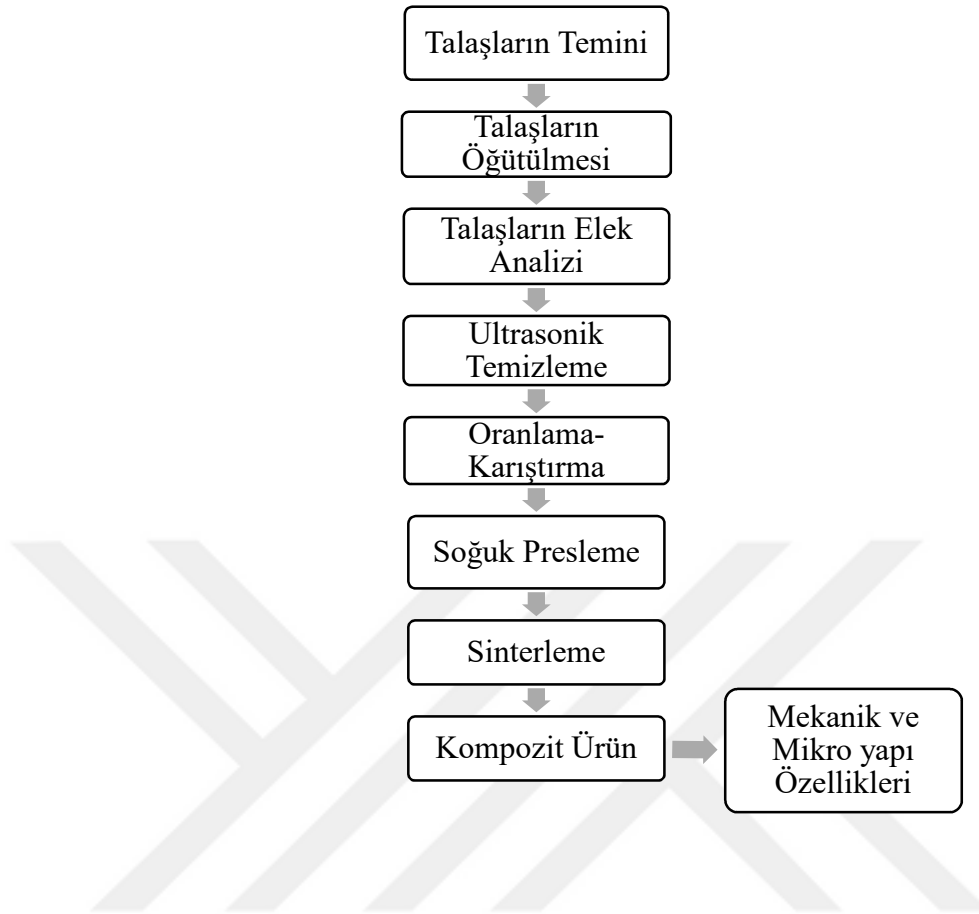 Talaşların Temini
Talaşların
Öğütülmesi
Talaşların Elek
Analizi
Ultrasonik
Temizleme
Oranlama-
Karıştırma
Soğuk Presleme
Sinterleme
Kompozit Ürün
Mekanik ve
Mikro yapı
Özellikleri